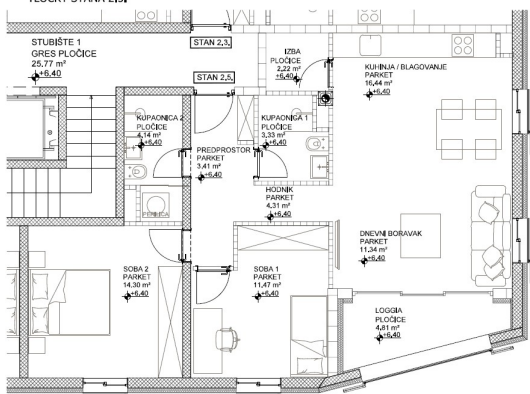 TLOCRT STANA 2.5.
STUBIŠTE 1
GRES PLOČICE
25.77 m²
+6,40
STAN 2.3.
STAN 2.5.
IZBA
PLOČICE
2,22 m²
+6,40
KUHINJA / BLAGOVANJE
PARKET
16,44 m²
+6,40
KUPAONICA 2
PLOČICE
4,14 m²
+6,40
PREDPROSTOR
PARKET
3,41 m²
+6,40
KUPAONICA 1
PLOČICE
3,33 m²
+6,40
HODNIK
PARKET
4,31 m²
+6,40
PERILICA
DNEVNI BORAVAK
PARKET
11,34 m²
+6,40
SOBA 2
PARKET
14,30 m²
+6,40
SOBA 1
PARKET
11,47 m²
+6,40
LOGGIA
PLOČICE
4,81 m²
+6,40